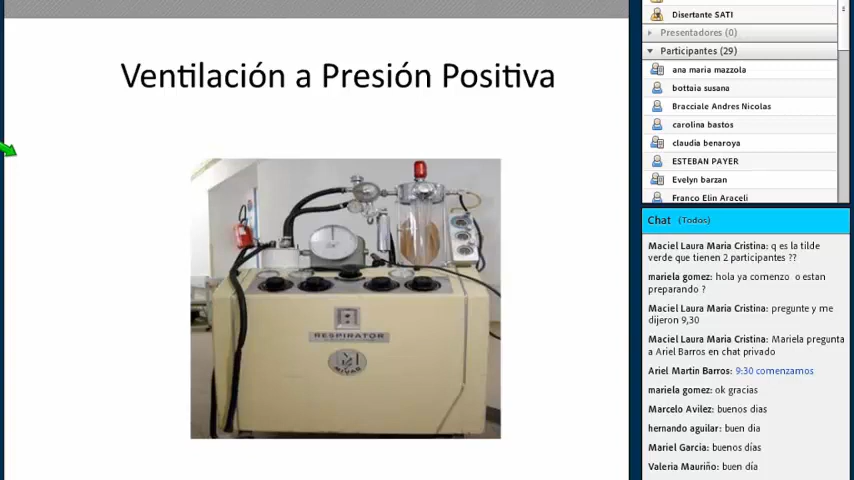 Ventilación a Presión Positiva
RESPIRATOR
Disertante SATI
Presentadores (0)
Participantes (29)
ana maria mazzola
bottaia susana
Bracciale Andres Nicolas
carolina bastos
claudia benaroya
ESTEBAN PAYER
Evelyn barzan
Franco Elin Araceli
Chat (Todos)
Maciel Laura Maria Cristina: q es la tilde
verde que tienen 2 participantes ??
mariela gomez: hola ya comenzo o estan
preparando ?
Maciel Laura Maria Cristina: pregunte y me
dijeron 9,30
Maciel Laura Maria Cristina: Mariela pregunta
a Ariel Barros en chat privado
Ariel Martin Barros: 9:30 comenzamos
mariela gomez: ok gracias
Marcelo Avilez: buenos dias
hernando aguilar: buen dia
Mariel Garcia: buenos días
Valeria Mauriño: buen día